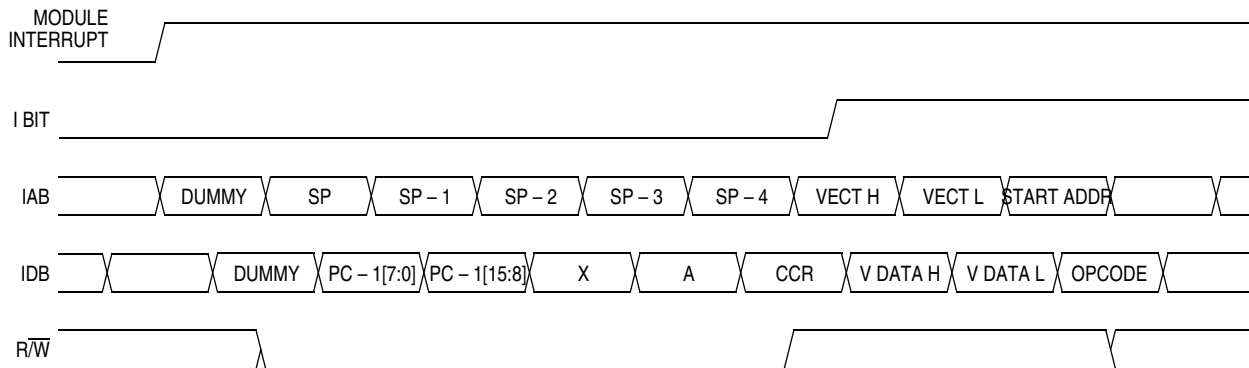 MODULE
INTERRUPT
I BIT
IAB DUMMY SP SP – 1 SP – 2 SP – 3 SP – 4 VECT H VECT L START ADDR
IDB DUMMY PC – 1[7:0] PC – 1[15:8] X A CCR V DATA H V DATA L OPCODE
R/W̅